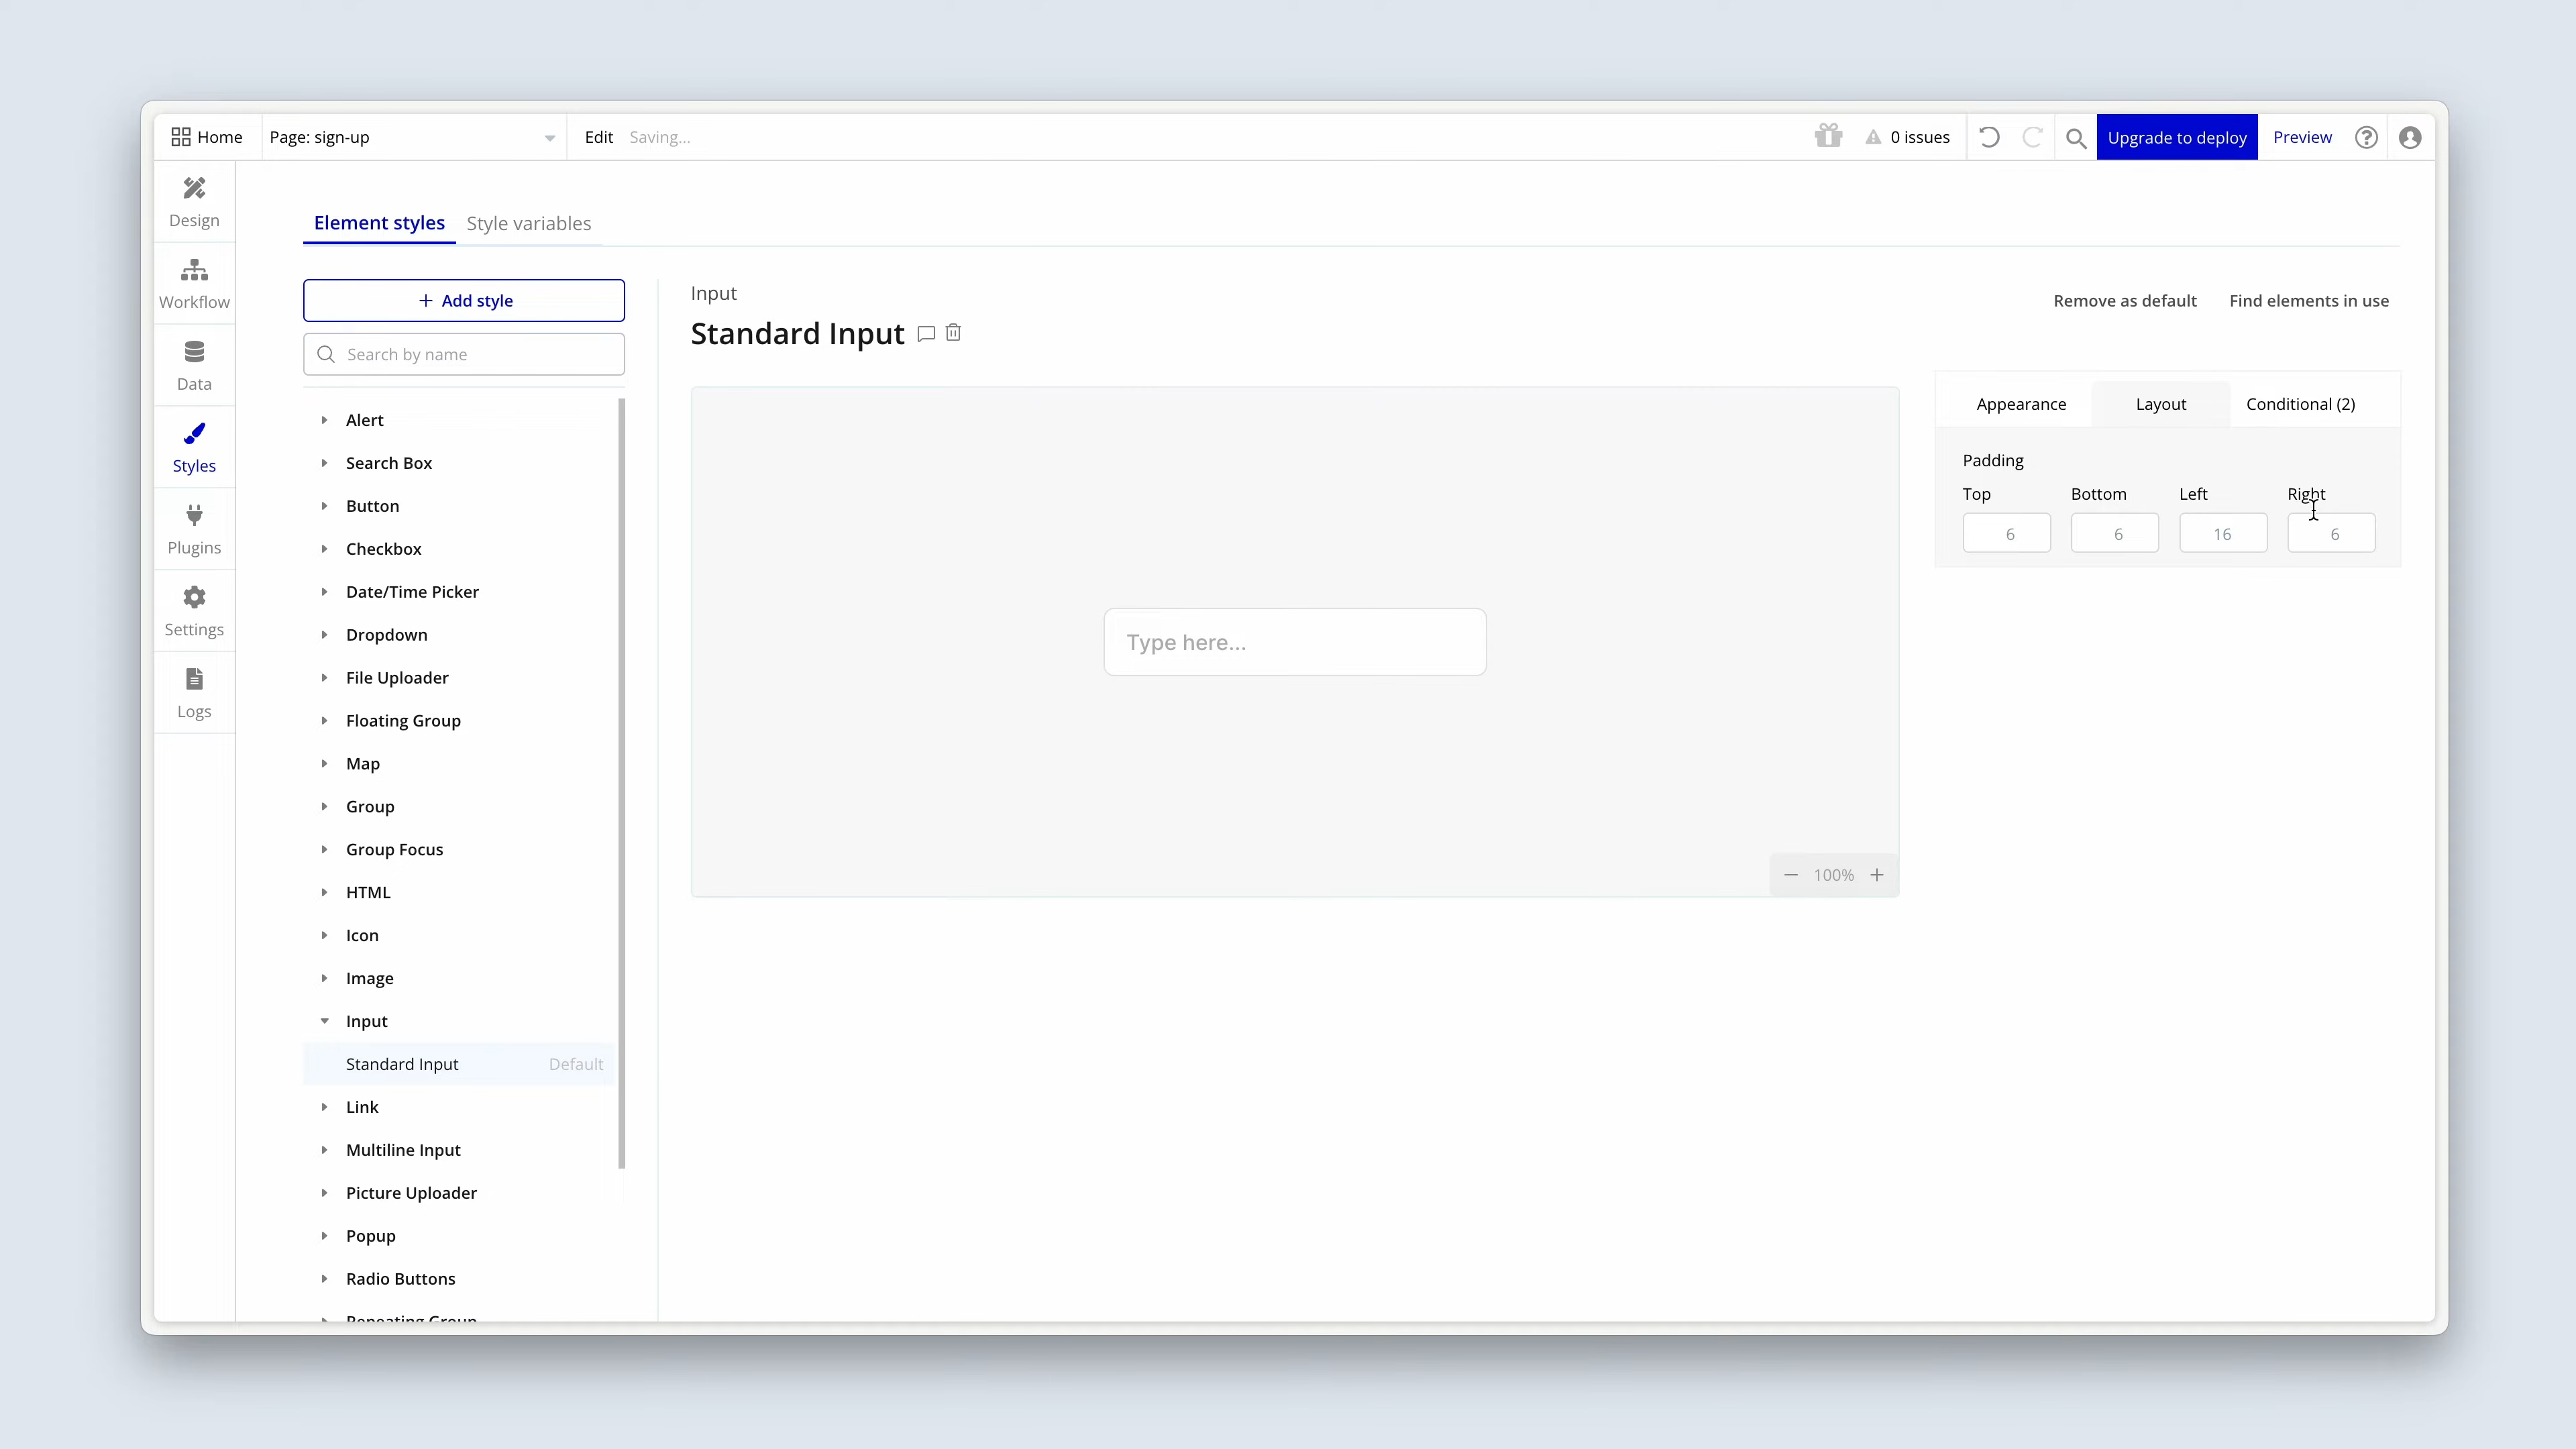 Home
Page: sign-up
Edit
Saving...
0 issues
Upgrade to deploy
Preview
Design
Workflow
Data
Styles
Plugins
Settings
Logs
Element styles
Style variables
+ Add style
Search by name
Alert
Search Box
Button
Checkbox
Date/Time Picker
Dropdown
File Uploader
Floating Group
Map
Group
Group Focus
HTML
Icon
Image
Input
Standard Input Default
Link
Multiline Input
Picture Uploader
Popup
Radio Buttons
Repeating Group
Input
Standard Input
Remove as default
Find elements in use
Type here...
100%
Appearance
Layout
Conditional (2)
Padding
Top Bottom Left Right
6 6 16 6